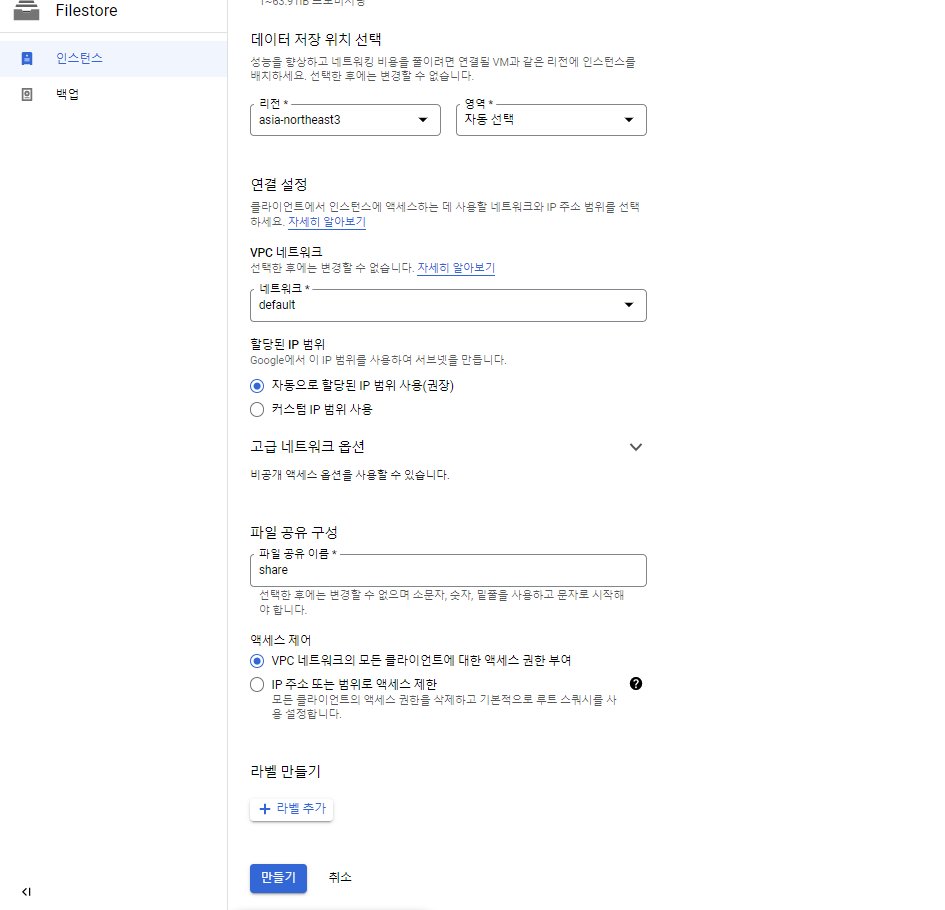 Filestore
인스턴스
백업
1~63.9TiB 프로비저닝
데이터 저장 위치 선택
성능을 향상하고 네트워킹 비용을 줄이려면 연결될 VM과 같은 리전에 인스턴스를
배치하세요. 선택한 후에는 변경할 수 없습니다.
리전 *
asia-northeast3
영역 *
자동 선택
연결 설정
클라이언트에서 인스턴스에 액세스하는 데 사용할 네트워크와 IP 주소 범위를 선택
하세요. 자세히 알아보기
VPC 네트워크
선택한 후에는 변경할 수 없습니다. 자세히 알아보기
네트워크 *
default
할당된 IP 범위
Google에서 이 IP 범위를 사용하여 서브넷을 만듭니다.
자동으로 할당된 IP 범위 사용(권장)
커스텀 IP 범위 사용
고급 네트워크 옵션
비공개 액세스 옵션을 사용할 수 있습니다.
파일 공유 구성
파일 공유 이름 *
share
선택한 후에는 변경할 수 없으며 소문자, 숫자, 밑줄을 사용하고 문자로 시작해
야 합니다.
액세스 제어
VPC 네트워크의 모든 클라이언트에 대한 액세스 권한 부여
IP 주소 또는 범위로 액세스 제한
모든 클라이언트의 액세스 권한을 삭제하고 기본적으로 루트 스쿼시를 사
용 설정합니다.
라벨 만들기
+ 라벨 추가
만들기
취소